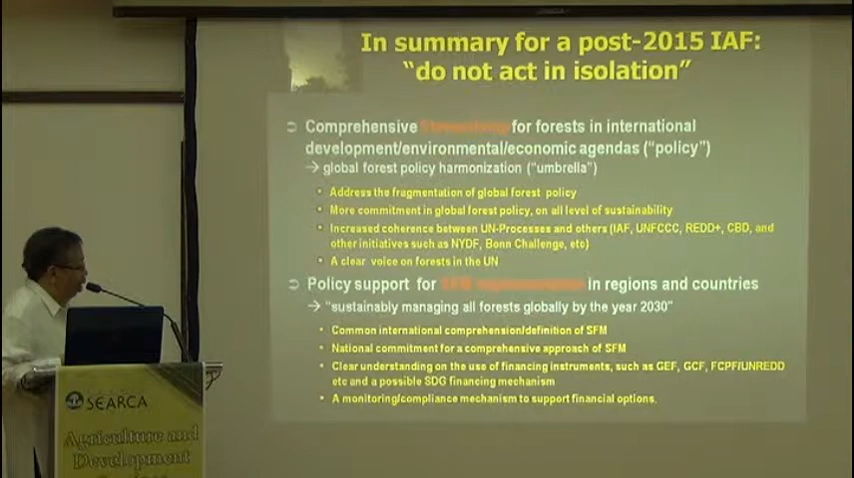 In summary for a post-2015 IAF:
"do not act in isolation"
Comprehensive for forests in international
development/environmental/economic agendas ("policy")
→ global forest policy harmonization ("umbrella")
• Address the fragmentation of global forest policy
• More commitment in global forest policy, on all level of sustainability
• Increased coherence between UN-Processes and others (IAF, UNFCCC, REDD+, CBD, and
other initiatives such as NYDF, Bonn Challenge, etc)
• A clear voice on forests in the UN
Policy support for SFM implementation in regions and countries
→ "sustainably managing all forests globally by the year 2030"
• Common international comprehension/definition of SFM
• National commitment for a comprehensive approach of SFM
• Clear understanding on the use of financing instruments, such as GEF, GCF, FCPF/UNREDD
etc and a possible SDG financing mechanism
• A monitoring/compliance mechanism to support financial options.
SEARCA
Agriculture and
Development